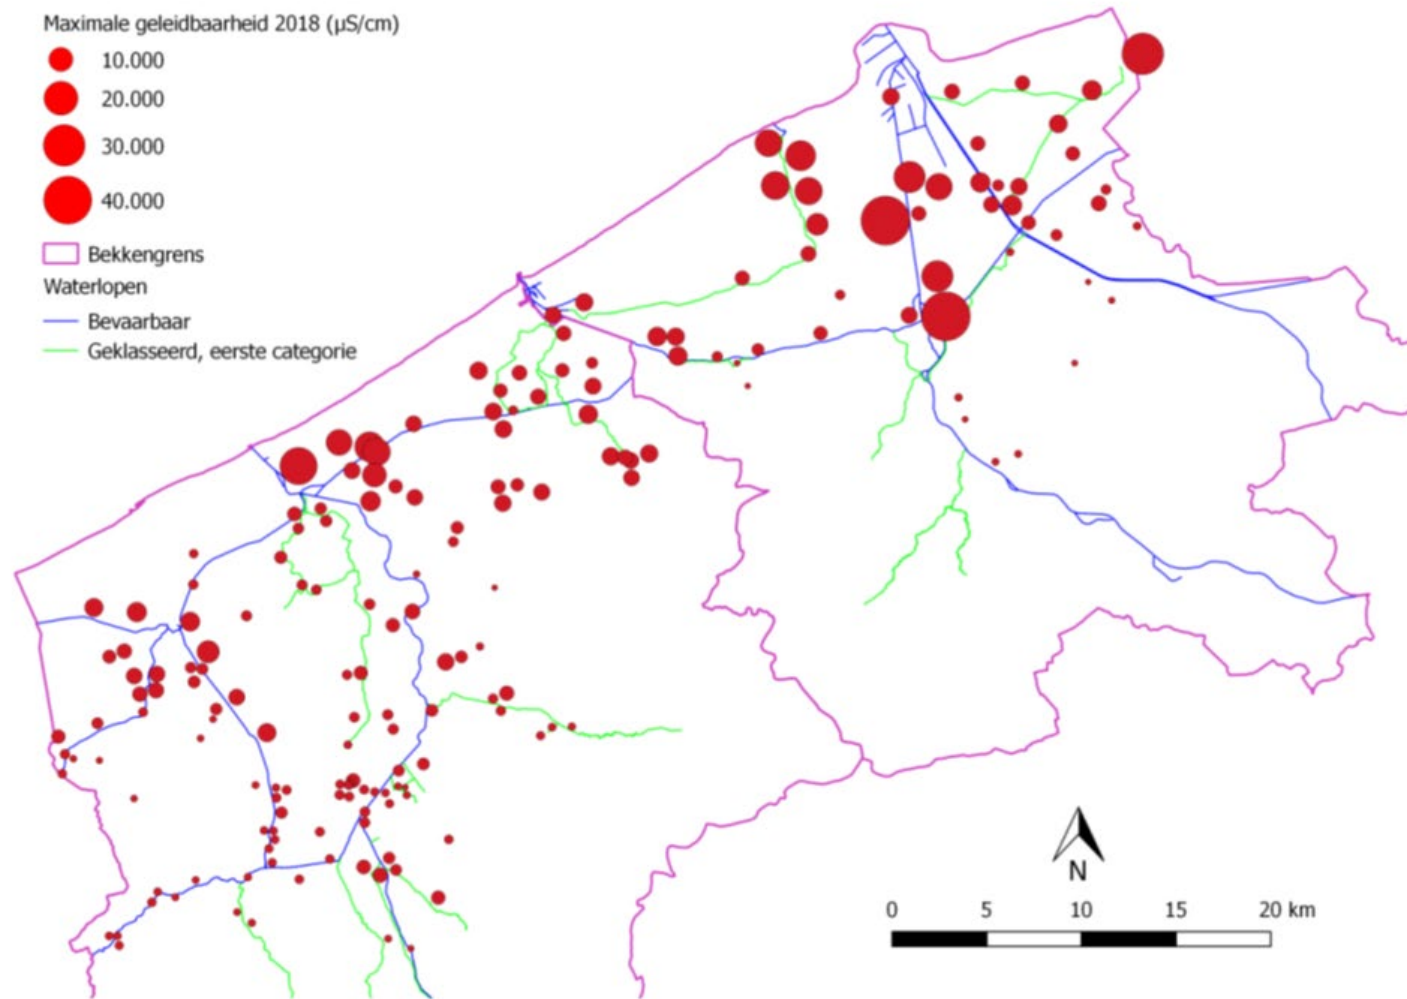 Maximale geleidbaarheid 2018 (µS/cm)
10.000
20.000
30.000
40.000
Bekkengrens
Waterlopen
Bevaarbaar
Geklasseerd, eerste categorie
N
0 5 10 15 20 km